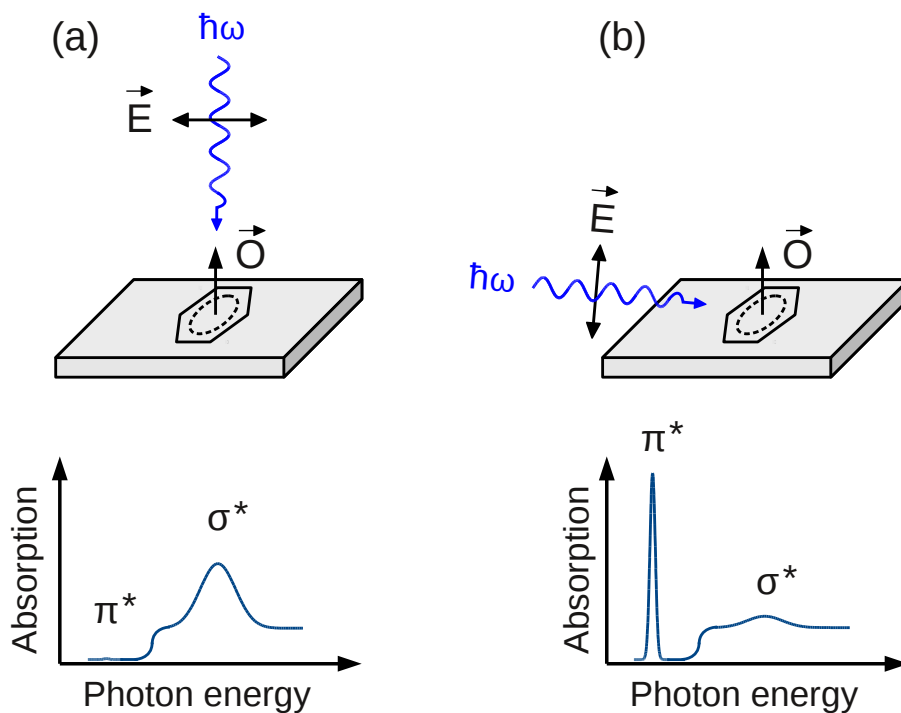 (a)
ħω
E
O
(b)
E
ħω
O
Absorption
π*
σ*
Photon energy
Absorption
π*
σ*
Photon energy